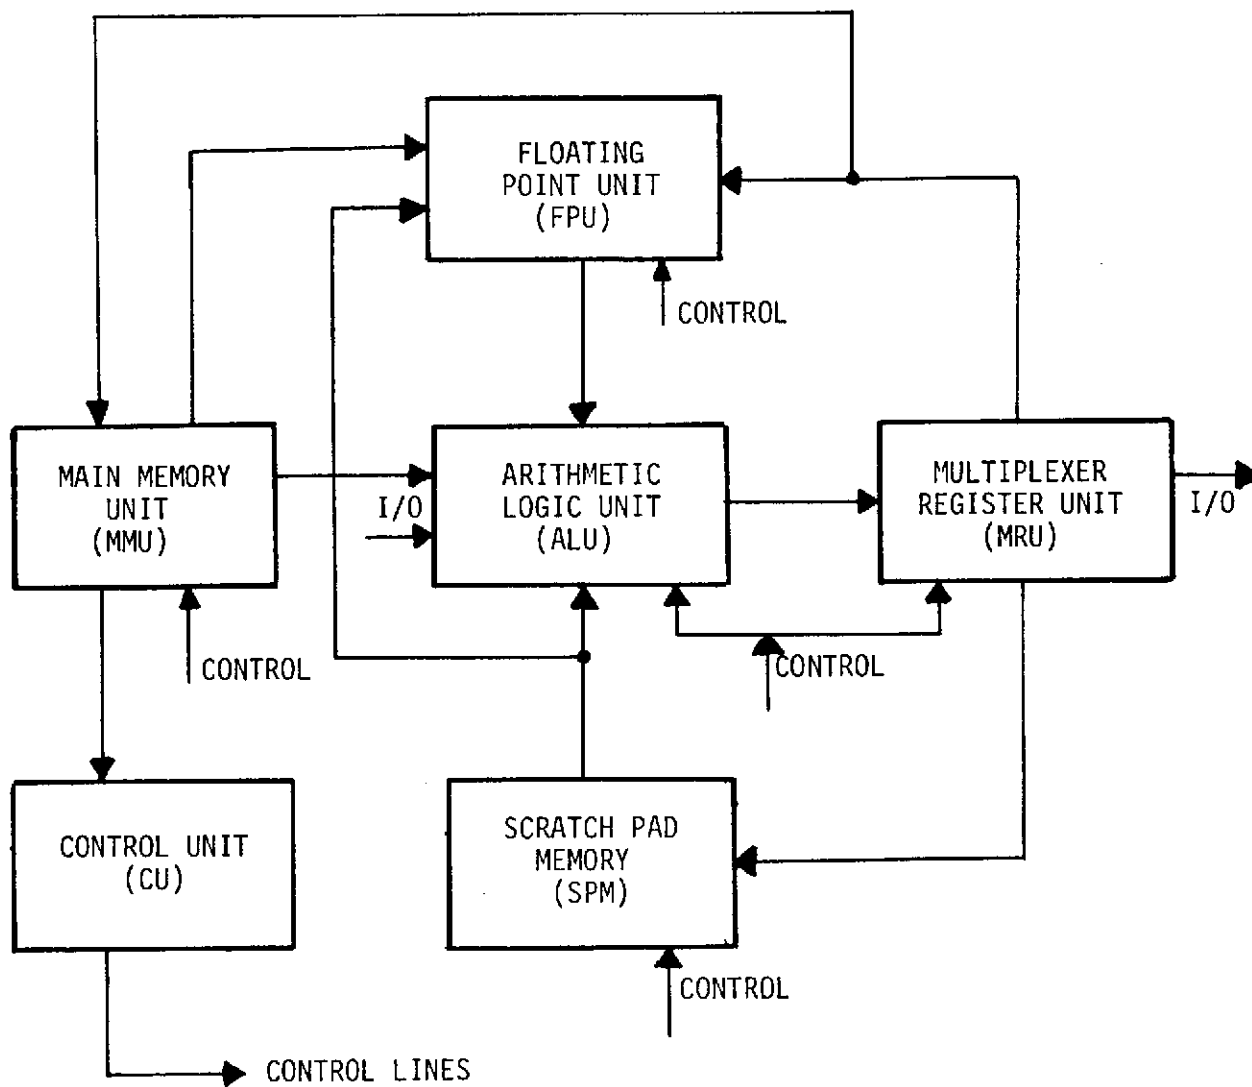 FLOATING
POINT UNIT
(FPU)
CONTROL
MAIN MEMORY
UNIT
(MMU)
I/O
ARITHMETIC
LOGIC UNIT
(ALU)
MULTIPLEXER
REGISTER UNIT
(MRU)
I/O
CONTROL
CONTROL
CONTROL UNIT
(CU)
SCRATCH PAD
MEMORY
(SPM)
CONTROL
CONTROL LINES